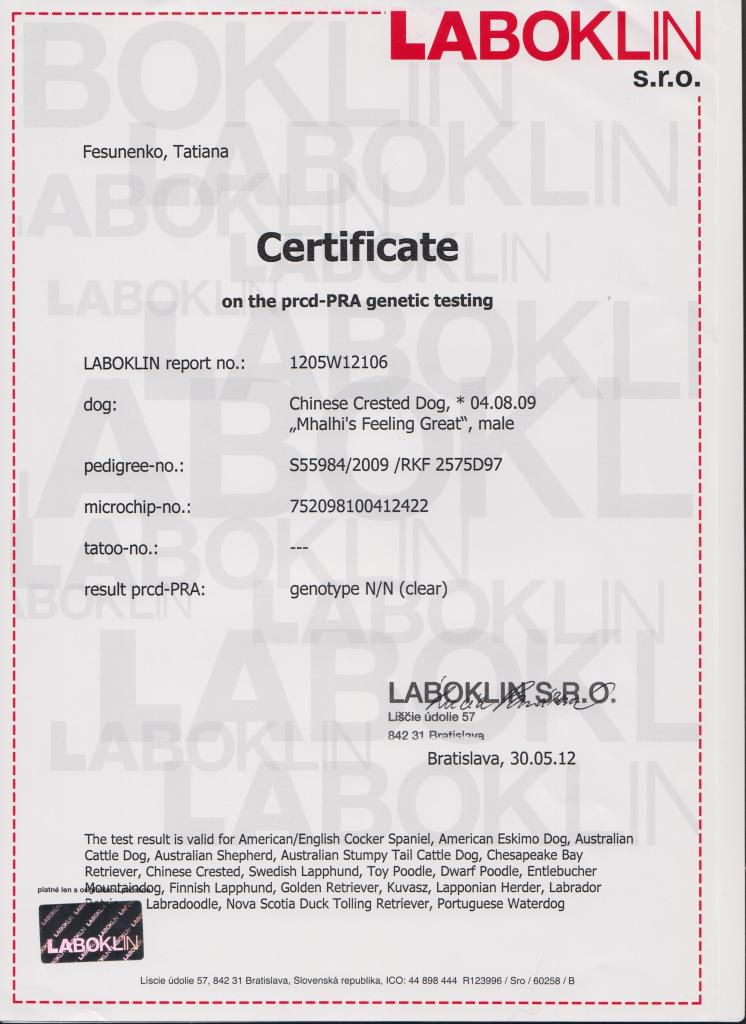 LABOKLIN
s.r.o.
Fesunenko, Tatiana
Certificate
on the prcd-PRA genetic testing
LABOKLIN report no.: 1205W12106
dog: Chinese Crested Dog, * 04.08.09
„Mhalhi's Feeling Great“, male
pedigree-no.: S55984/2009 /RKF 2575D97
microchip-no.: 752098100412422
tatoo-no.: ---
result prcd-PRA: genotype N/N (clear)
LABOKLIN S.R.O.
Líščie údolie 57
842 31 Bratislava
Bratislava, 30.05.12
The test result is valid for American/English Cocker Spaniel, American Eskimo Dog, Australian
Cattle Dog, Australian Shepherd, Australian Stumpy Tail Cattle Dog, Chesapeake Bay
Retriever, Chinese Crested, Swedish Lapphund, Toy Poodle, Dwarf Poodle, Entlebucher
platné len s
Mountaindog, Finnish Lapphund, Golden Retriever, Kuvasz, Lapponian Herder, Labrador
Labradoodle, Nova Scotia Duck Tolling Retriever, Portuguese Waterdog
LABOKLIN
Líscie údolie 57, 842 31 Bratislava, Slovenská republika, ICO: 44 898 444 R123996 / Sro / 60258 / B